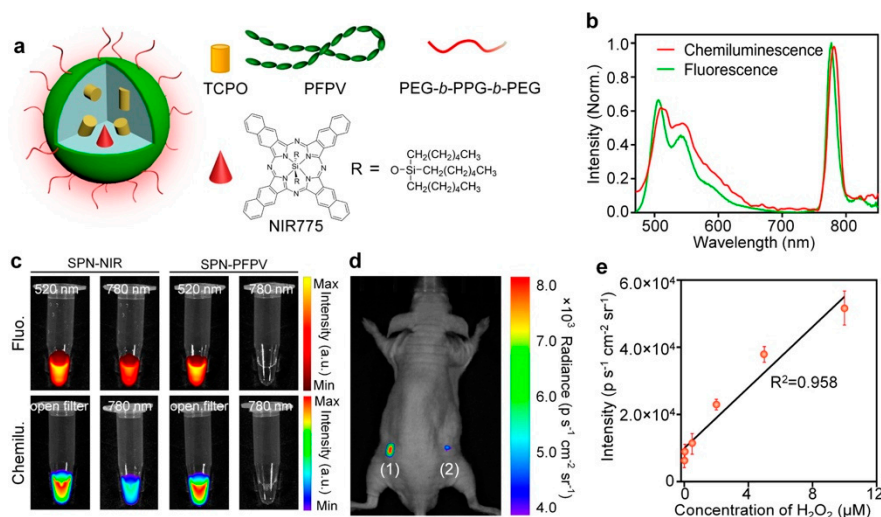 a
TCPO
PFPV
PEG-b-PPG-b-PEG
NIR775
R =
CH₂(CH₂)₄CH₃
O-Si-CH₂(CH₂)₄CH₃
CH₂(CH₂)₄CH₃
R
N
N
N
N
Si
N
N
N
N
R
b
Chemiluminescence
Fluorescence
Intensity (Norm.)
1.0
0.8
0.6
0.4
0.2
0.0
500 600 700 800
Wavelength (nm)
c
SPN-NIR SPN-PFPV
520 nm 780 nm 520 nm 780 nm
Fluo.
Max
Intensity (a.u.)
Min
open filter 780 nm open filter 780 nm
Chemilu.
Max
Intensity (a.u.)
Min
d
(1) (2)
8.0
7.0
6.0
5.0
4.0
×10³ Radiance (p s⁻¹ cm⁻² sr⁻¹)
e
Intensity (p s⁻¹ cm⁻² sr⁻¹)
6.0×10⁴
4.0×10⁴
2.0×10⁴
0.0
R²=0.958
0 4 8 12
Concentration of H₂O₂ (μM)